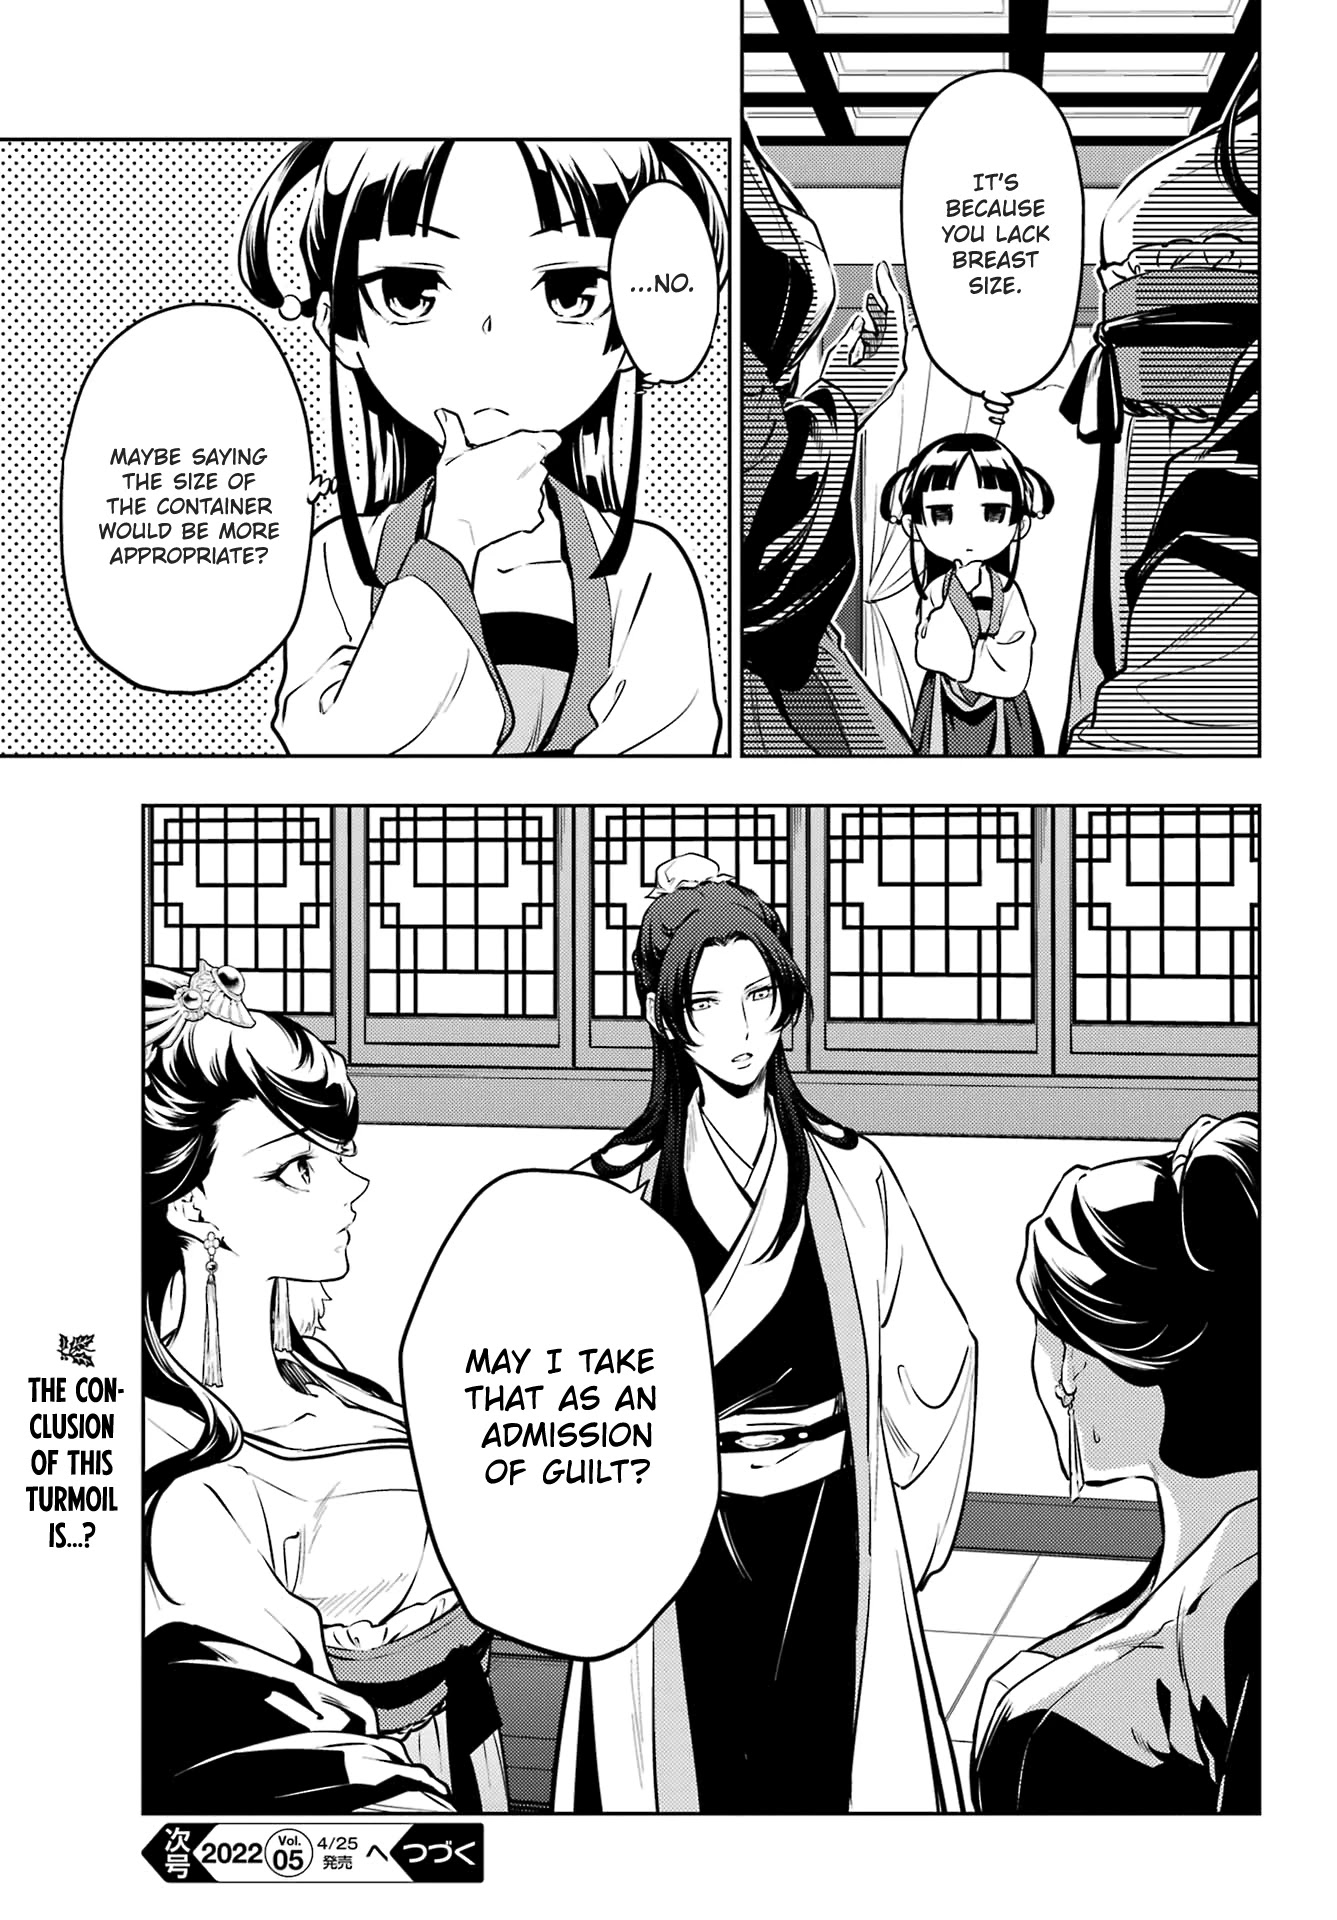 IT'S
BECAUSE
YOU LACK
BREAST
SIZE.
...NO.
MAYBE SAYING
THE SIZE OF
THE CONTAINER
WOULD BE MORE
APPROPRIATE?
MAY I TAKE
THAT AS AN
ADMISSION
OF GUILT?
THE CON-
CLUSION
OF THIS
TURMOIL
IS...?
次号 2022 Vol. 05 4/25 発売 へ つづく